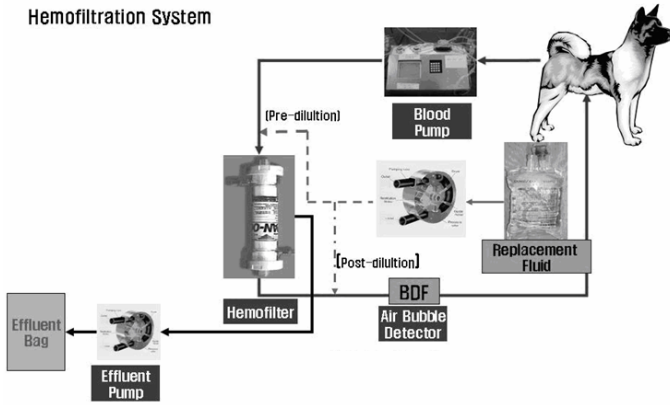 Hemofiltration System
(Pre-dilution)
Blood
Pump
[Post-dilution]
Replacement
Fluid
Hemofilter
BDF
Air Bubble
Detector
Effluent
Bag
Effluent
Pump